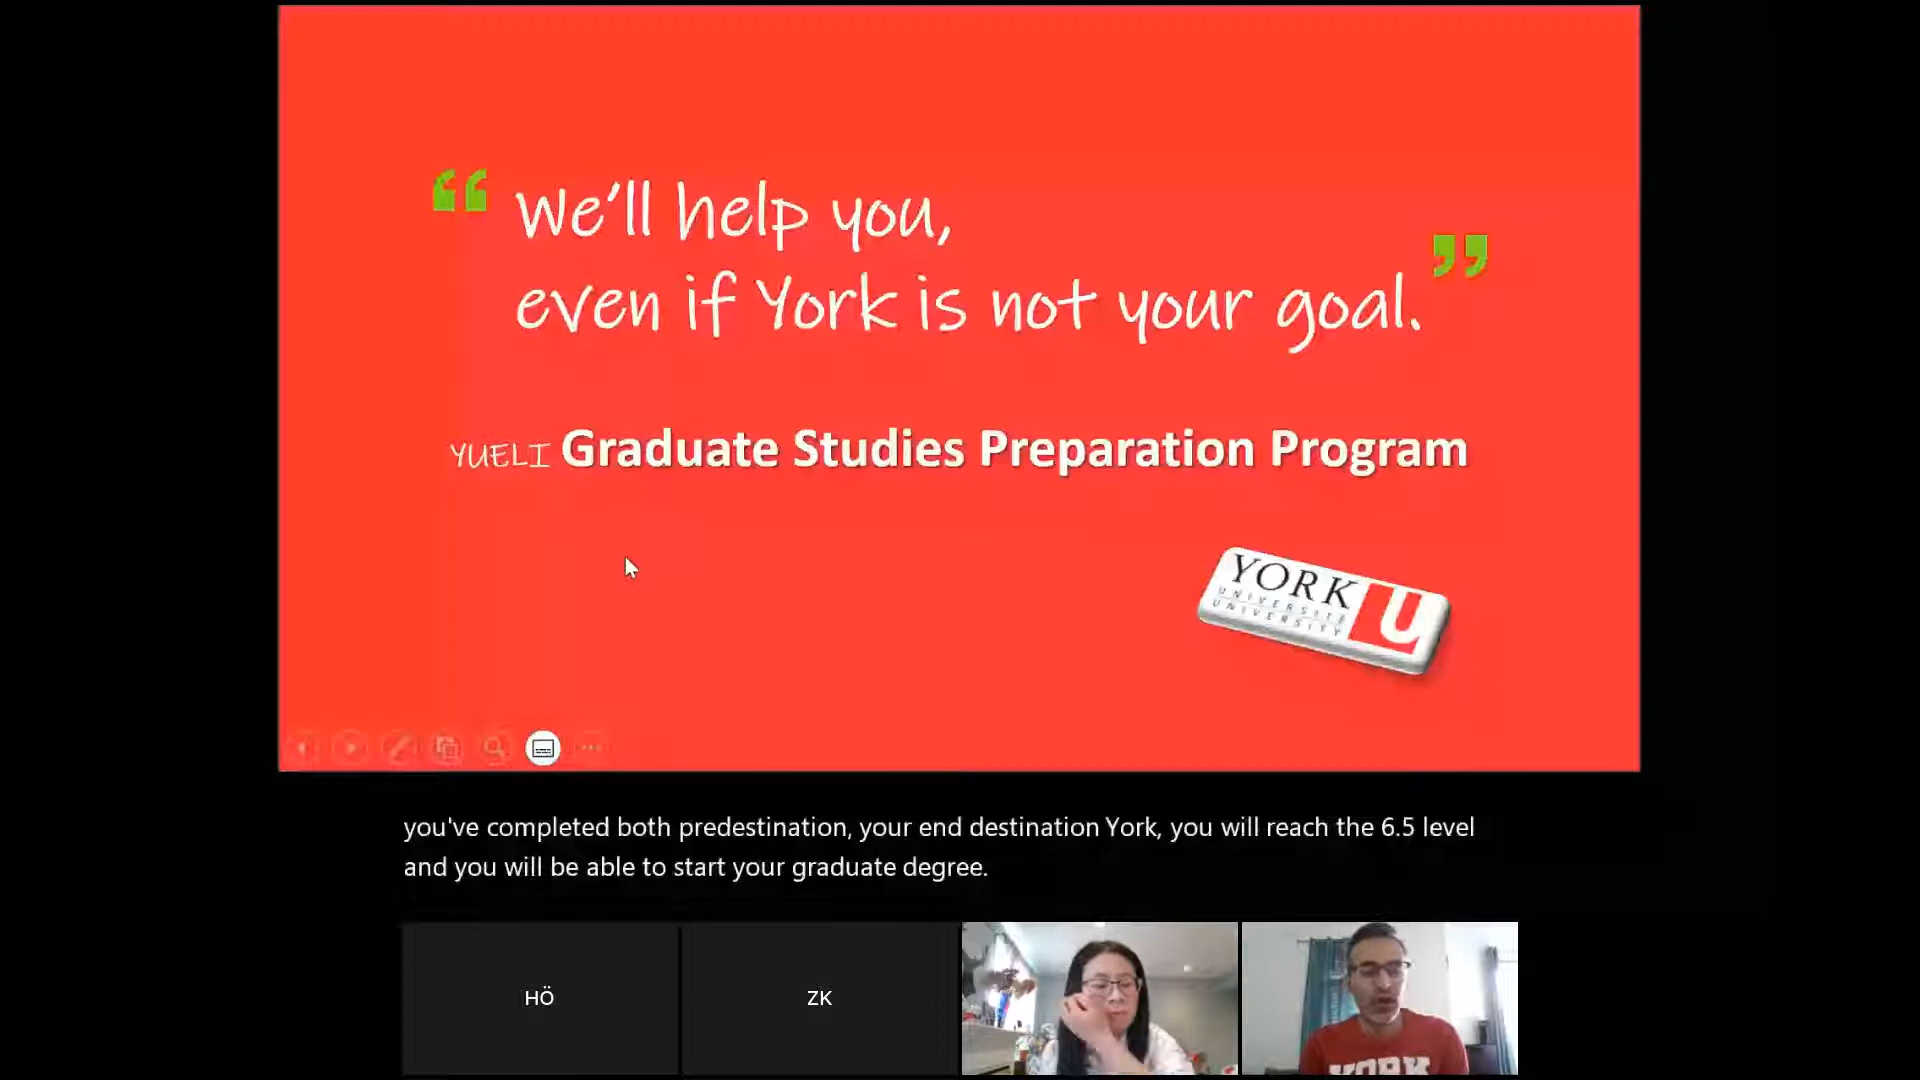 “We’ll help you,
even if York is not your goal.”
YUELI Graduate Studies Preparation Program
YORK U
UNIVERSITÉ
UNIVERSITY
you've completed both predestination, your end destination York, you will reach the 6.5 level
and you will be able to start your graduate degree.
HÖ
ZK
YORK